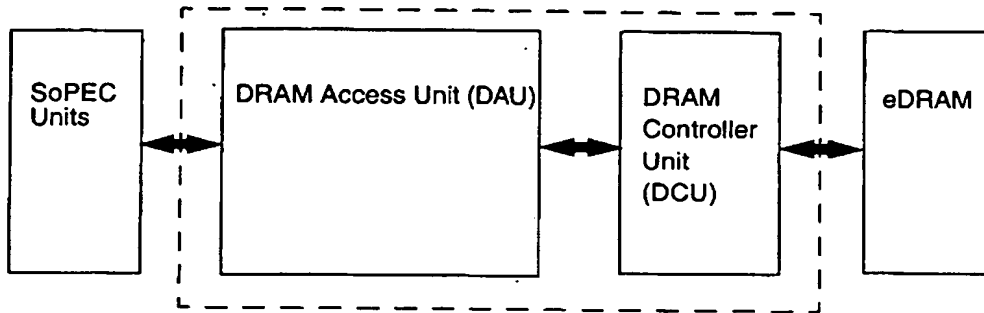 SoPEC
Units
DRAM Access Unit (DAU)
DRAM
Controller
Unit
(DCU)
eDRAM